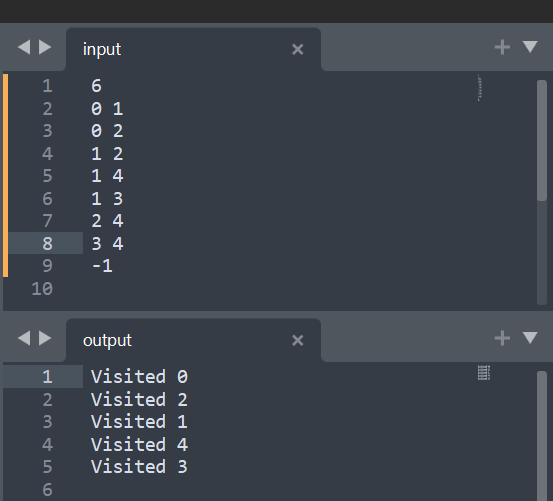 input
1 6
2 0 1
3 0 2
4 1 2
5 1 4
6 1 3
7 2 4
8 3 4
9 -1
10
output
1 Visited 0
2 Visited 2
3 Visited 1
4 Visited 4
5 Visited 3
6